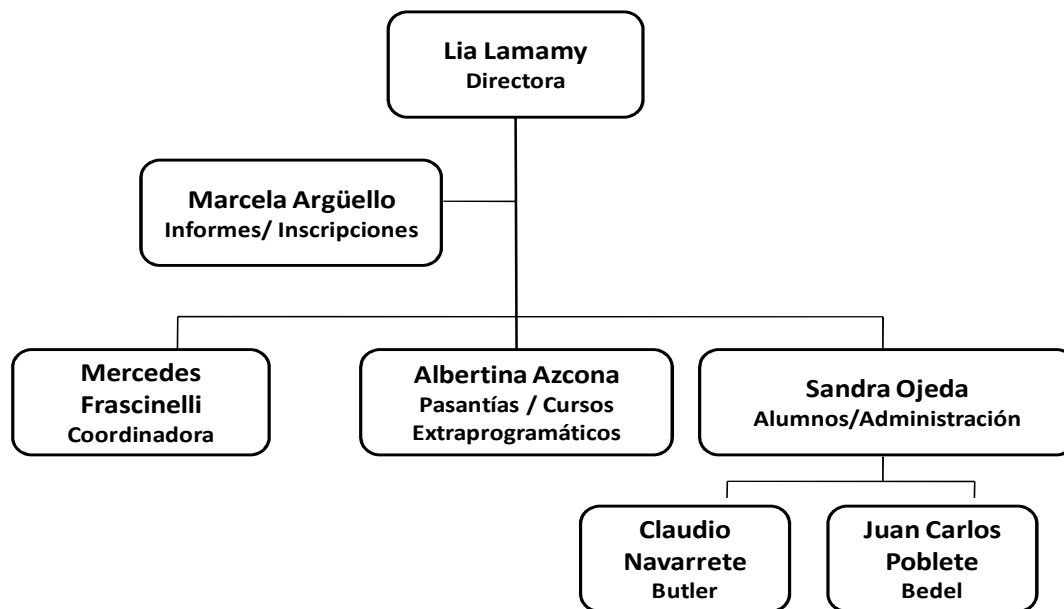 Lia Lamamy
Directora
Marcela Argüello
Informes/ Inscripciones
Mercedes
Frascinelli
Coordinadora
Albertina Azcona
Pasantías / Cursos
Extraprogramáticos
Sandra Ojeda
Alumnos/Administración
Claudio
Navarrete
Butler
Juan Carlos
Poblete
Bedel